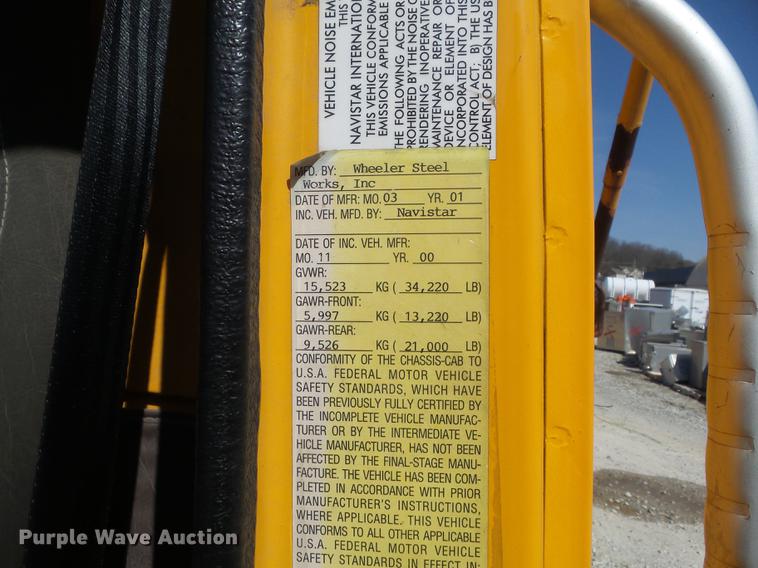 VEHICLE NOISE EM
THIS
NAVISTAR INTERNATION
THIS VEHICLE CONFORM
EMISSIONS APPLICABLE
THE FOLLOWING ACTS OR
PROHIBITED BY THE NOISE C
RENDERING INOPERATIVE
MAINTENANCE REPAIR OR
DEVICE OR ELEMENT OF
INCORPORATED INTO THIS
CONTROL ACT; B) THE US
ELEMENT OF DESIGN HAS B
MFD. BY: Wheeler Steel
Works, Inc
DATE OF MFR: MO. 03 YR. 01
INC. VEH. MFD. BY: Navistar
DATE OF INC. VEH. MFR:
MO. 11 YR. 00
GVWR:
15,523 KG ( 34,220 LB)
GAWR-FRONT:
5,997 KG ( 13,220 LB)
GAWR-REAR:
9,526 KG ( 21,000 LB)
CONFORMITY OF THE CHASSIS-CAB TO
U.S.A. FEDERAL MOTOR VEHICLE
SAFETY STANDARDS, WHICH HAVE
BEEN PREVIOUSLY FULLY CERTIFIED BY
THE INCOMPLETE VEHICLE MANUFAC-
TURER OR BY THE INTERMEDIATE VE-
HICLE MANUFACTURER, HAS NOT BEEN
AFFECTED BY THE FINAL-STAGE MANU-
FACTURE. THE VEHICLE HAS BEEN COM-
PLETED IN ACCORDANCE WITH PRIOR
MANUFACTURER'S INSTRUCTIONS,
WHERE APPLICABLE. THIS VEHICLE
CONFORMS TO ALL OTHER APPLICABLE
U.S.A. FEDERAL MOTOR VEHICLE
SAFETY STANDARDS IN EFFECT IN:
Purple Wave Auction